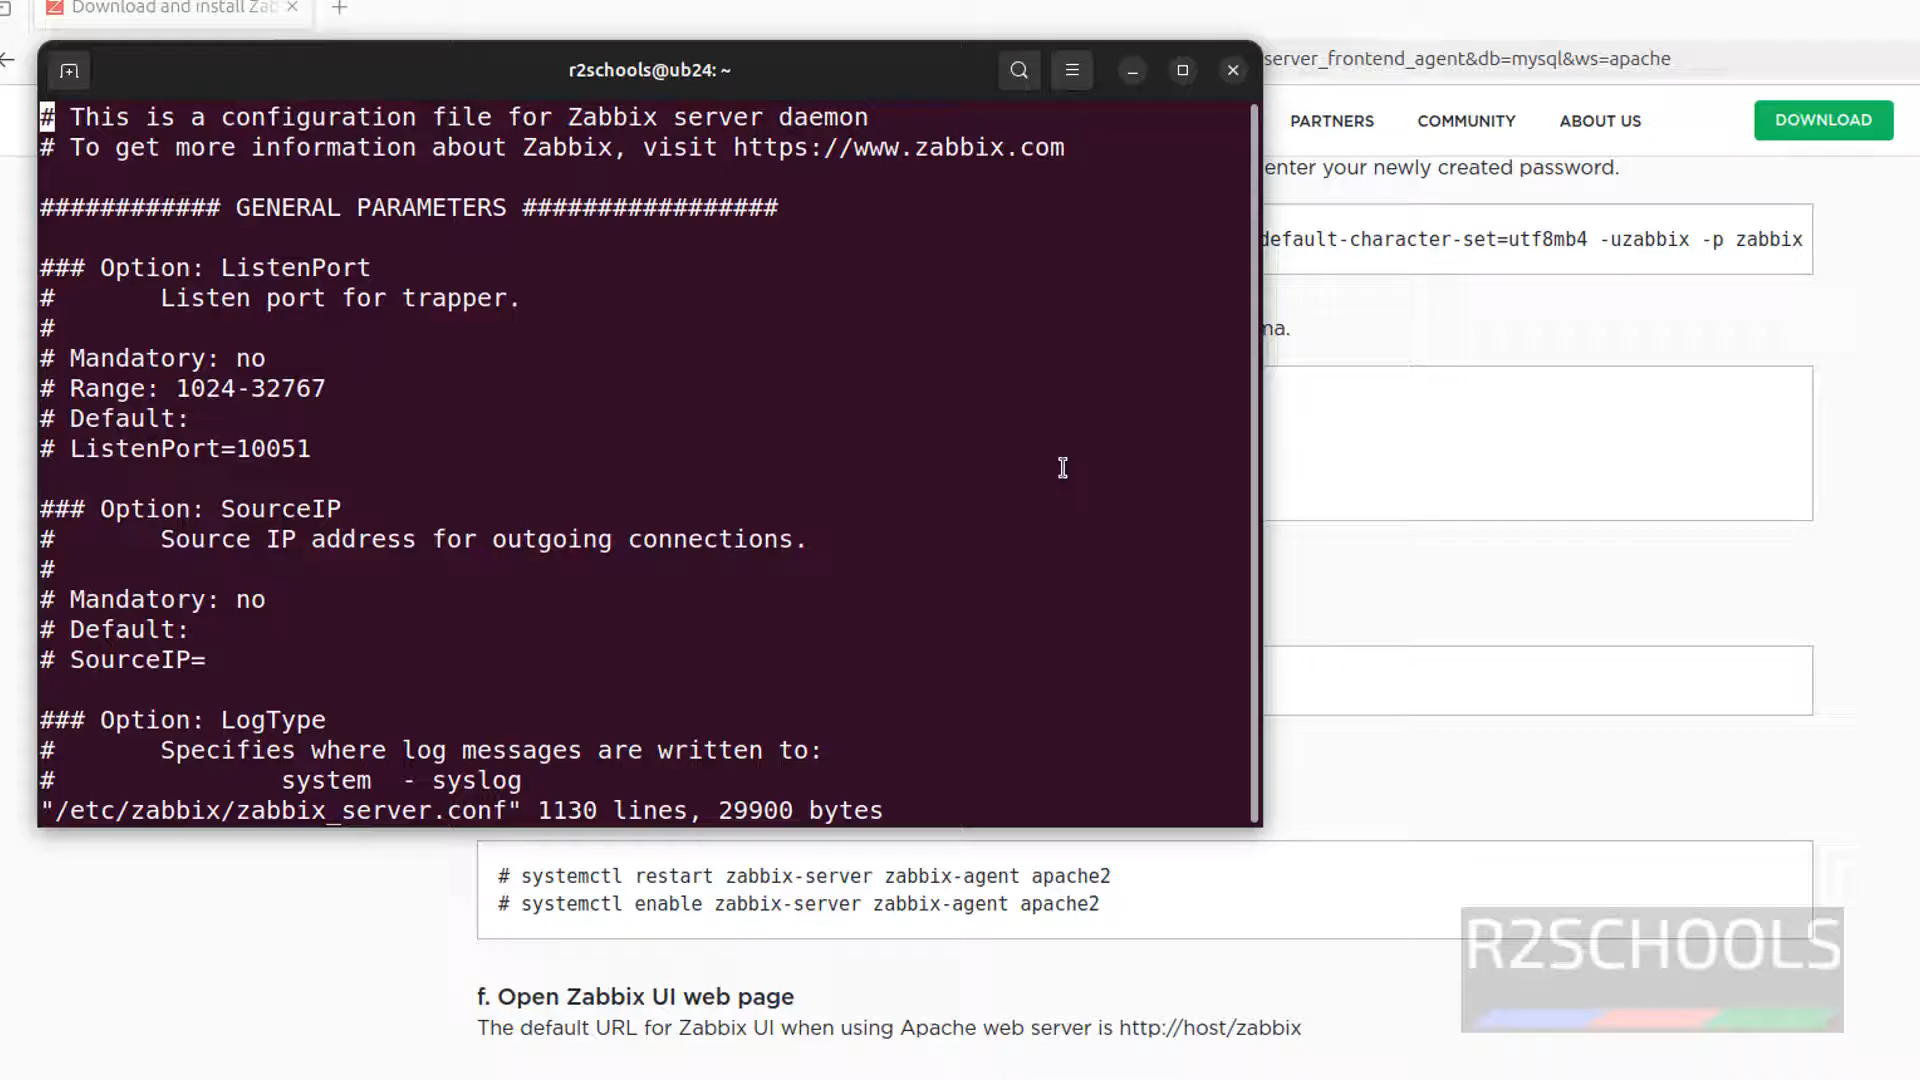 Download and install Zab
r2schools@ub24: ~
server_frontend_agent&db=mysql&ws=apache
PARTNERS COMMUNITY ABOUT US DOWNLOAD
enter your newly created password.
default-character-set=utf8mb4 -uzabbix -p zabbix
ma.
# This is a configuration file for Zabbix server daemon
# To get more information about Zabbix, visit https://www.zabbix.com
############ GENERAL PARAMETERS #################
### Option: ListenPort
#       Listen port for trapper.
#
# Mandatory: no
# Range: 1024-32767
# Default:
# ListenPort=10051
### Option: SourceIP
#       Source IP address for outgoing connections.
#
# Mandatory: no
# Default:
# SourceIP=
### Option: LogType
#       Specifies where log messages are written to:
#               system  - syslog
"/etc/zabbix/zabbix_server.conf" 1130 lines, 29900 bytes
# systemctl restart zabbix-server zabbix-agent apache2
# systemctl enable zabbix-server zabbix-agent apache2
R2SCHOOLS
f. Open Zabbix UI web page
The default URL for Zabbix UI when using Apache web server is http://host/zabbix